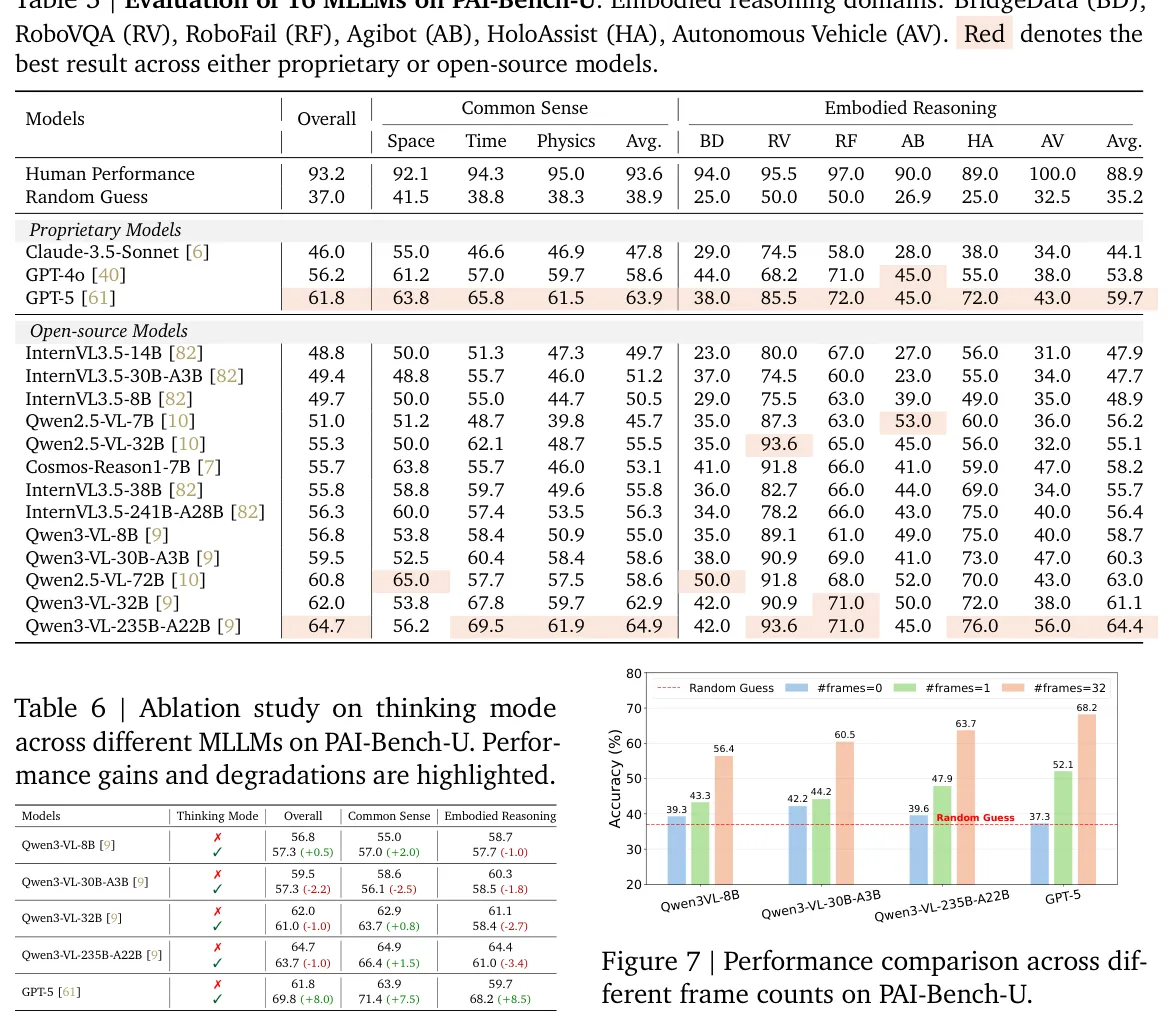 Table 5 | Evaluation of 16 MLLMs on PAI-Bench-U. Embodied reasoning domains: BridgeData (BD),
RoboVQA (RV), RoboFail (RF), Agibot (AB), HoloAssist (HA), Autonomous Vehicle (AV). Red denotes the
best result across either proprietary or open-source models.
Models Overall Common Sense Embodied Reasoning
Space Time Physics Avg. BD RV RF AB HA AV Avg.
Human Performance 93.2 92.1 94.3 95.0 93.6 94.0 95.5 97.0 90.0 89.0 100.0 88.9
Random Guess 37.0 41.5 38.8 38.3 38.9 25.0 50.0 50.0 26.9 25.0 32.5 35.2
Proprietary Models
Claude-3.5-Sonnet [6] 46.0 55.0 46.6 46.9 47.8 29.0 74.5 58.0 28.0 38.0 34.0 44.1
GPT-4o [40] 56.2 61.2 57.0 59.7 58.6 44.0 68.2 71.0 45.0 55.0 38.0 53.8
GPT-5 [61] 61.8 63.8 65.8 61.5 63.9 38.0 85.5 72.0 45.0 72.0 43.0 59.7
Open-source Models
InternVL3.5-14B [82] 48.8 50.0 51.3 47.3 49.7 23.0 80.0 67.0 27.0 56.0 31.0 47.9
InternVL3.5-30B-A3B [82] 49.4 48.8 55.7 46.0 51.2 37.0 74.5 60.0 23.0 55.0 34.0 47.7
InternVL3.5-8B [82] 49.7 50.0 55.0 44.7 50.5 29.0 75.5 63.0 39.0 49.0 35.0 48.9
Qwen2.5-VL-7B [10] 51.0 51.2 48.7 39.8 45.7 35.0 87.3 63.0 53.0 60.0 36.0 56.2
Qwen2.5-VL-32B [10] 55.3 50.0 62.1 48.7 55.5 35.0 93.6 65.0 45.0 56.0 32.0 55.1
Cosmos-Reason1-7B [7] 55.7 63.8 55.7 46.0 53.1 41.0 91.8 66.0 41.0 59.0 47.0 58.2
InternVL3.5-38B [82] 55.8 58.8 59.7 49.6 55.8 36.0 82.7 66.0 44.0 69.0 34.0 55.7
InternVL3.5-241B-A28B [82] 56.3 60.0 57.4 53.5 56.3 34.0 78.2 66.0 43.0 75.0 40.0 56.4
Qwen3-VL-8B [9] 56.8 53.8 58.4 50.9 55.0 35.0 89.1 61.0 49.0 75.0 40.0 58.7
Qwen3-VL-30B-A3B [9] 59.5 52.5 60.4 58.4 58.6 38.0 90.9 69.0 41.0 73.0 47.0 60.3
Qwen2.5-VL-72B [10] 60.8 65.0 57.7 57.5 58.6 50.0 91.8 68.0 52.0 70.0 43.0 63.0
Qwen3-VL-32B [9] 62.0 53.8 67.8 59.7 62.9 42.0 90.9 71.0 50.0 72.0 38.0 61.1
Qwen3-VL-235B-A22B [9] 64.7 56.2 69.5 61.9 64.9 42.0 93.6 71.0 45.0 76.0 56.0 64.4
Table 6 | Ablation study on thinking mode
across different MLLMs on PAI-Bench-U. Perfor-
mance gains and degradations are highlighted.
Models Thinking Mode Overall Common Sense Embodied Reasoning
Qwen3-VL-8B [9] ✗ 56.8 55.0 58.7
✓ 57.3 (+0.5) 57.0 (+2.0) 57.7 (-1.0)
Qwen3-VL-30B-A3B [9] ✗ 59.5 58.6 60.3
✓ 57.3 (-2.2) 56.1 (-2.5) 58.5 (-1.8)
Qwen3-VL-32B [9] ✗ 62.0 62.9 61.1
✓ 61.0 (-1.0) 63.7 (+0.8) 58.4 (-2.7)
Qwen3-VL-235B-A22B [9] ✗ 64.7 64.9 64.4
✓ 63.7 (-1.0) 66.4 (+1.5) 61.0 (-3.4)
GPT-5 [61] ✗ 61.8 63.9 59.7
✓ 69.8 (+8.0) 71.4 (+7.5) 68.2 (+8.5)
Accuracy (%)
80
70
60
50
40
30
20
Random Guess #frames=0 #frames=1 #frames=32
39.3 43.3 56.4
42.2 44.2 60.5
39.6 47.9 63.7
37.3 52.1 68.2
Random Guess
Qwen3VL-8B Qwen3-VL-30B-A3B Qwen3-VL-235B-A22B GPT-5
Figure 7 | Performance comparison across dif-
ferent frame counts on PAI-Bench-U.